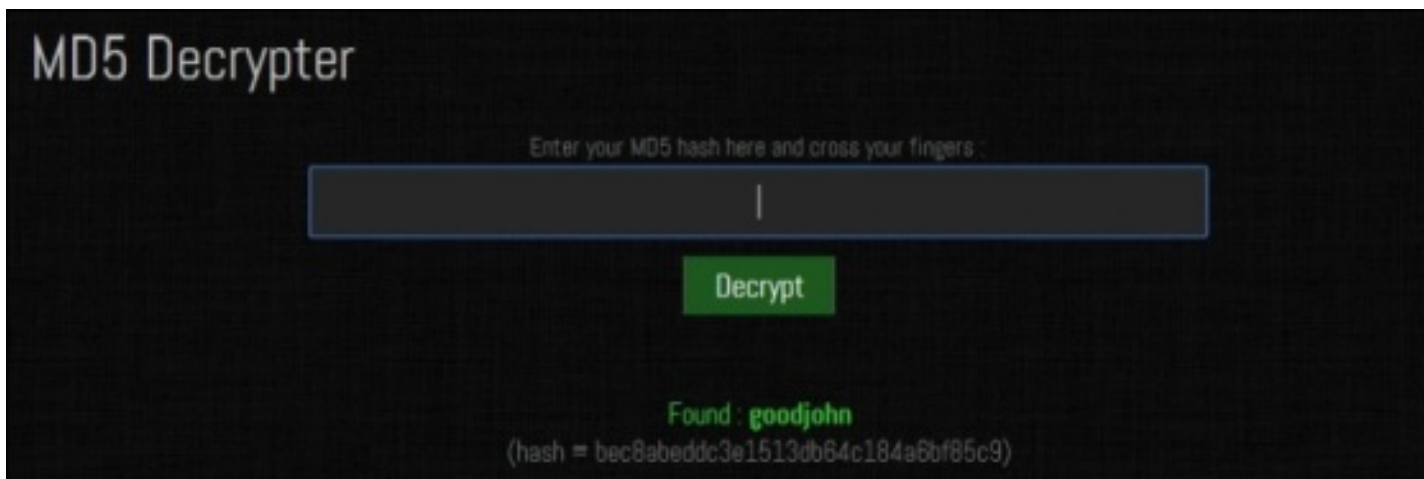 MD5 Decrypter
Enter your MD5 hash here and cross your fingers :
Decrypt
Found : goodjohn
(hash = bec8abeddc3e1513db64c184a6bf85c9)